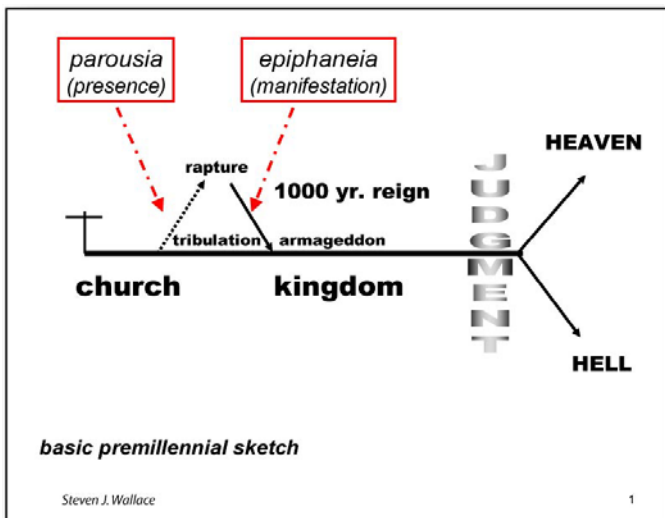 parousia
(presence)
epiphaneia
(manifestation)
rapture
1000 yr. reign
tribulation
armageddon
church
kingdom
JUDGMENT
HEAVEN
HELL
basic premillennial sketch
Steven J. Wallace
1